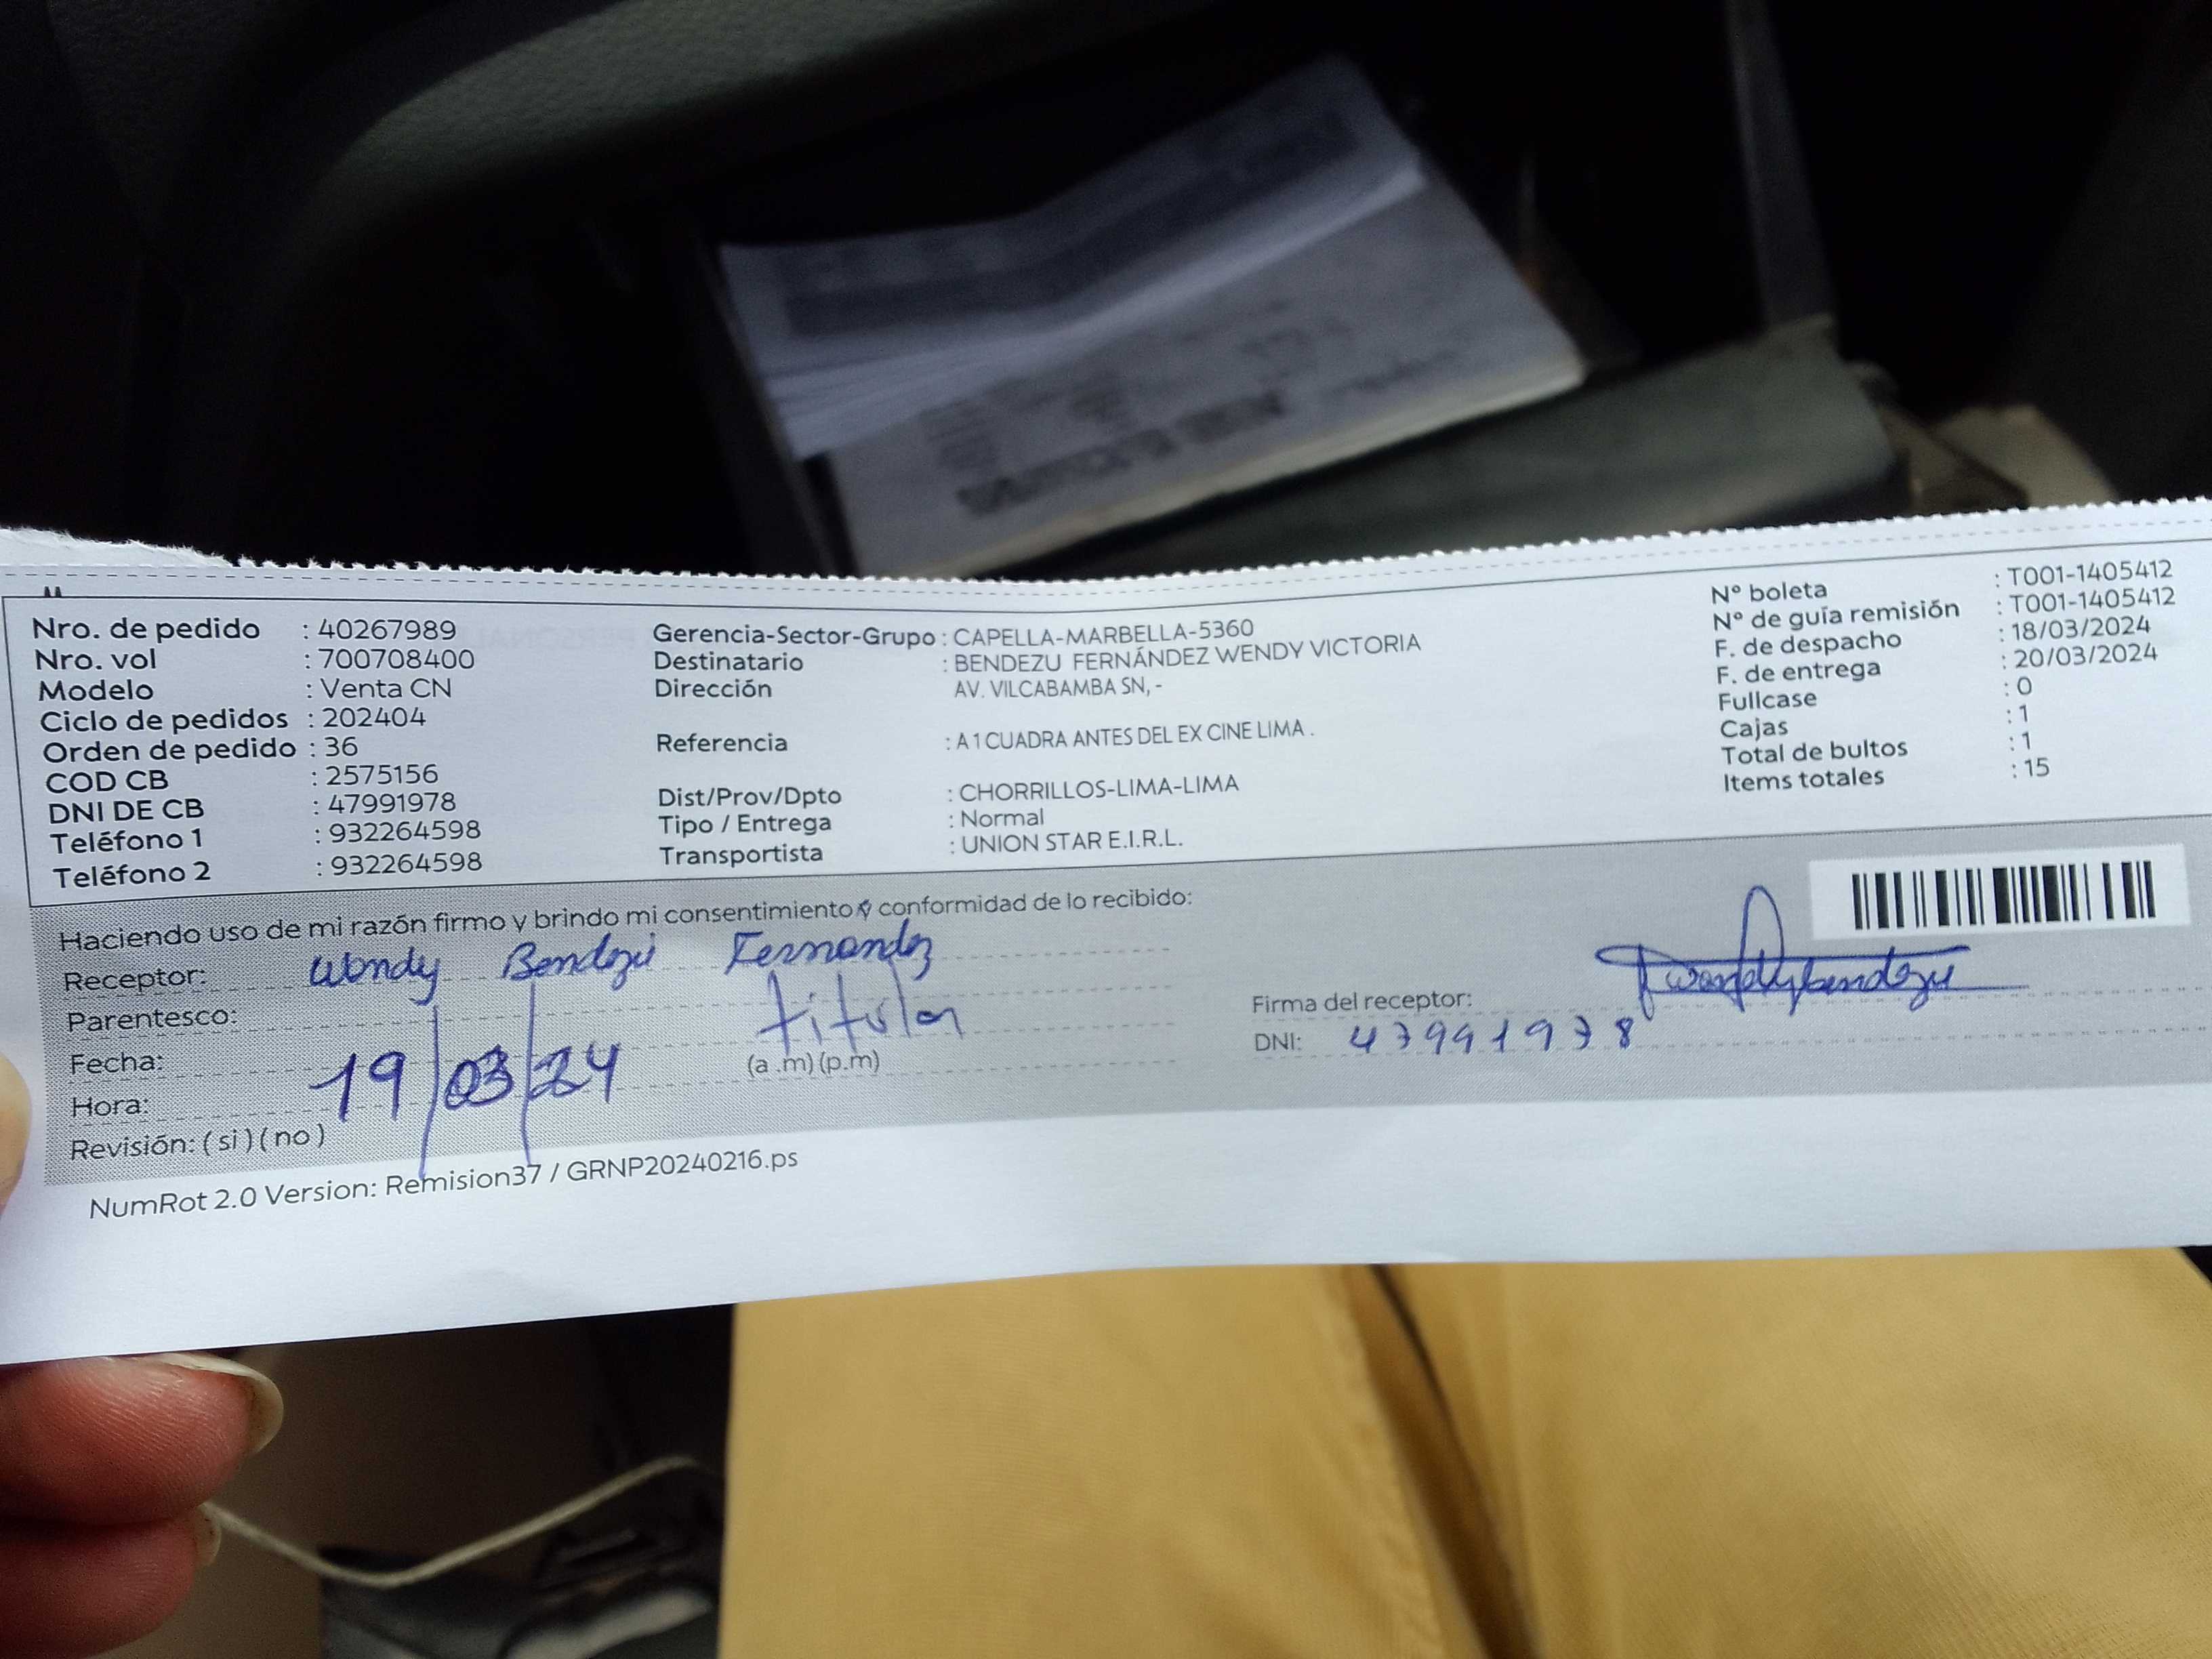 Nro. de pedido : 40267989
Nro. vol : 700708400
Modelo : Venta CN
Ciclo de pedidos : 202404
Orden de pedido : 36
COD CB : 2575156
DNI DE CB : 47991978
Teléfono 1 : 932264598
Teléfono 2 : 932264598
Gerencia-Sector-Grupo : CAPELLA-MARBELLA-5360
Destinatario : BENDEZU FERNÁNDEZ WENDY VICTORIA
Dirección AV. VILCABAMBA SN, -
Referencia : A 1 CUADRA ANTES DEL EX CINE LIMA .
Dist/Prov/Dpto : CHORRILLOS-LIMA-LIMA
Tipo / Entrega : Normal
Transportista : UNION STAR E.I.R.L.
N° boleta : T001-1405412
N° de guía remisión : T001-1405412
F. de despacho : 18/03/2024
F. de entrega : 20/03/2024
Fullcase : 0
Cajas : 1
Total de bultos : 1
Items totales : 15
Haciendo uso de mi razón firmo y brindo mi consentimiento y conformidad de lo recibido:
Receptor: Wendy Bendezú Fernandez
Parentesco: titular
Fecha: 19/03/24
Hora: (a .m) (p.m)
Revisión: ( si ) ( no )
Firma del receptor: wendybendezu
DNI: 47991978
NumRot 2.0 Version: Remision37 / GRNP20240216.ps